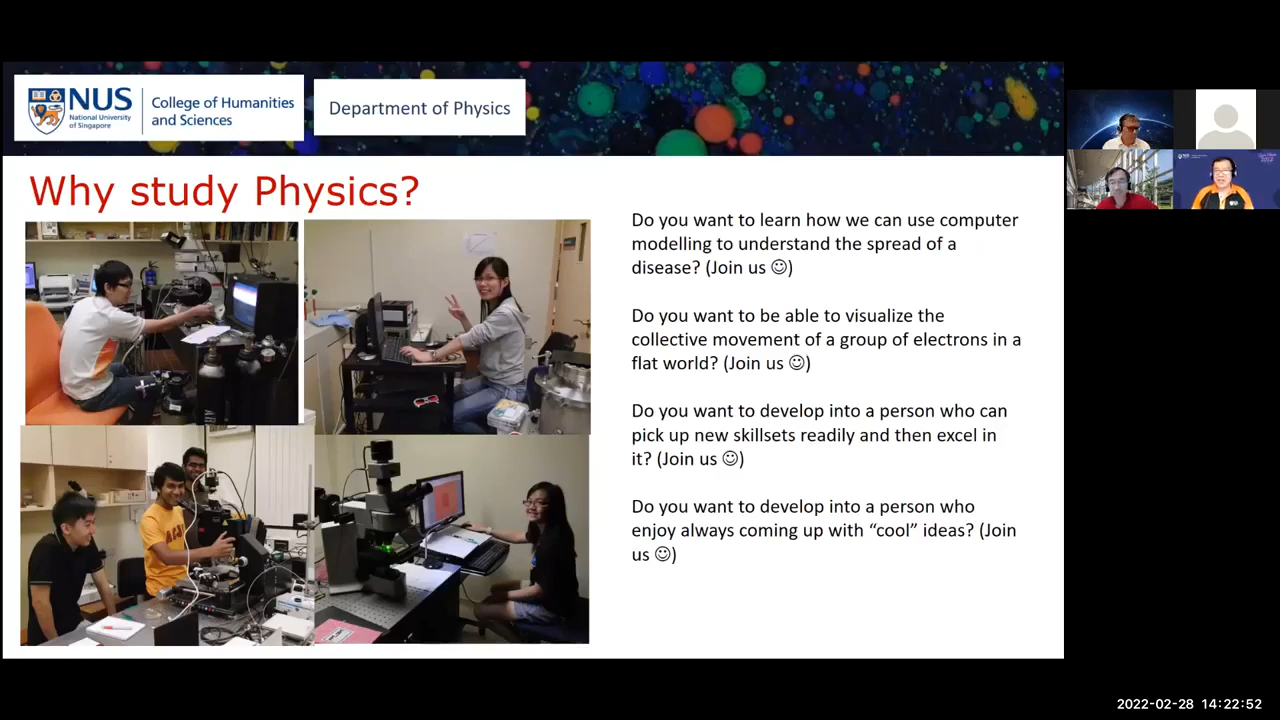 NUS
National University
of Singapore
College of Humanities
and Sciences
Department of Physics
Why study Physics?
Do you want to learn how we can use computer
modelling to understand the spread of a
disease? (Join us ☺)
Do you want to be able to visualize the
collective movement of a group of electrons in a
flat world? (Join us ☺)
Do you want to develop into a person who can
pick up new skillsets readily and then excel in
it? (Join us ☺)
Do you want to develop into a person who
enjoy always coming up with “cool” ideas? (Join
us ☺)
NUS
2022-02-28 14:22:52